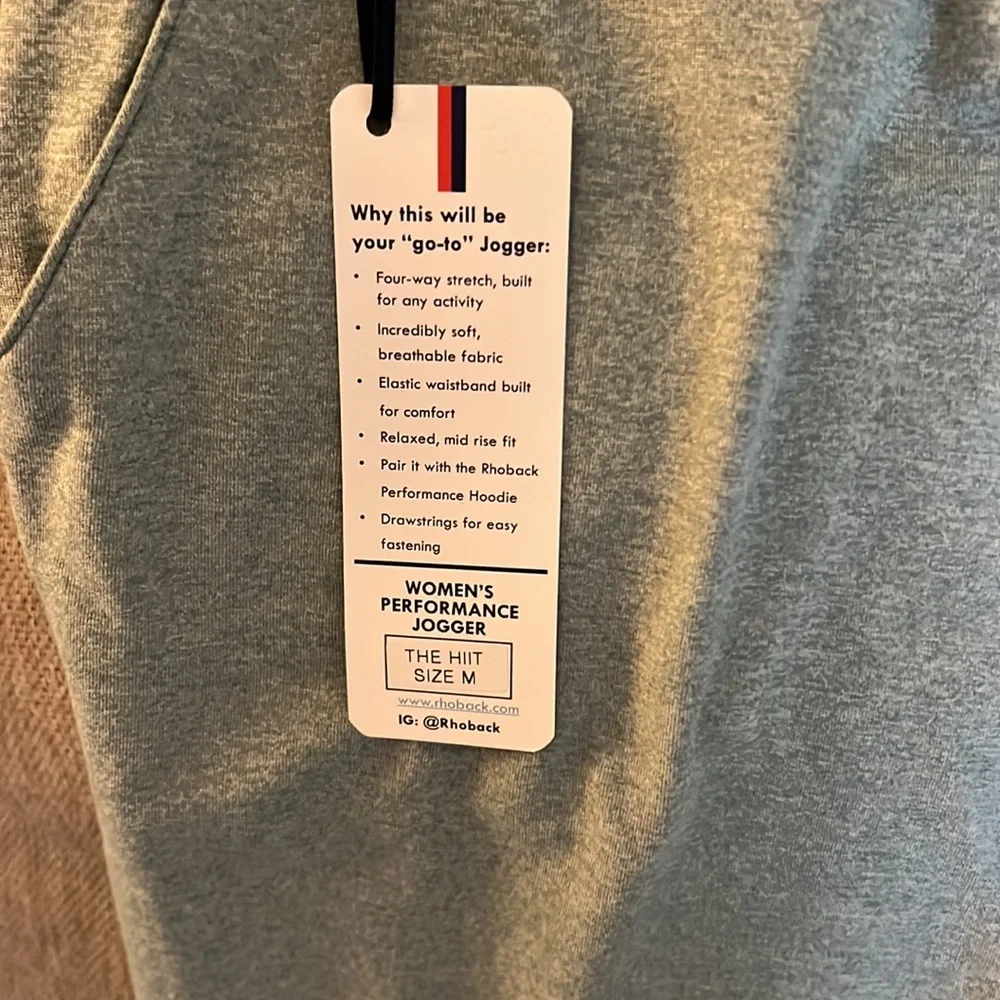 Why this will be
your “go-to” Jogger:
• Four-way stretch, built
for any activity
• Incredibly soft,
breathable fabric
• Elastic waistband built
for comfort
• Relaxed, mid rise fit
• Pair it with the Rhoback
Performance Hoodie
• Drawstrings for easy
fastening
WOMEN’S
PERFORMANCE
JOGGER
THE HIIT
SIZE M
www.rhoback.com
IG: @Rhoback